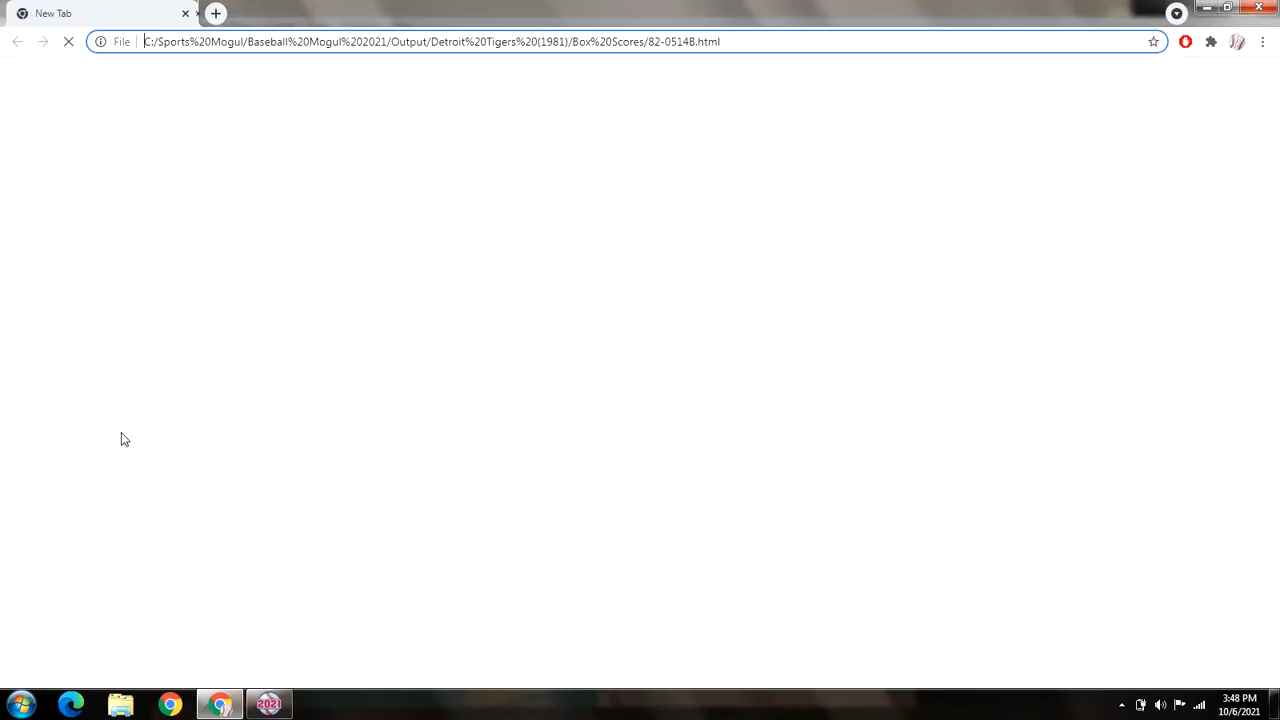 New Tab
File
C:/Sports%20Mogul/Baseball%20Mogul%202021/Output/Detroit%20Tigers%20(1981)/Box%20Scores/82-0514B.html
2021
3:48 PM
10/6/2021